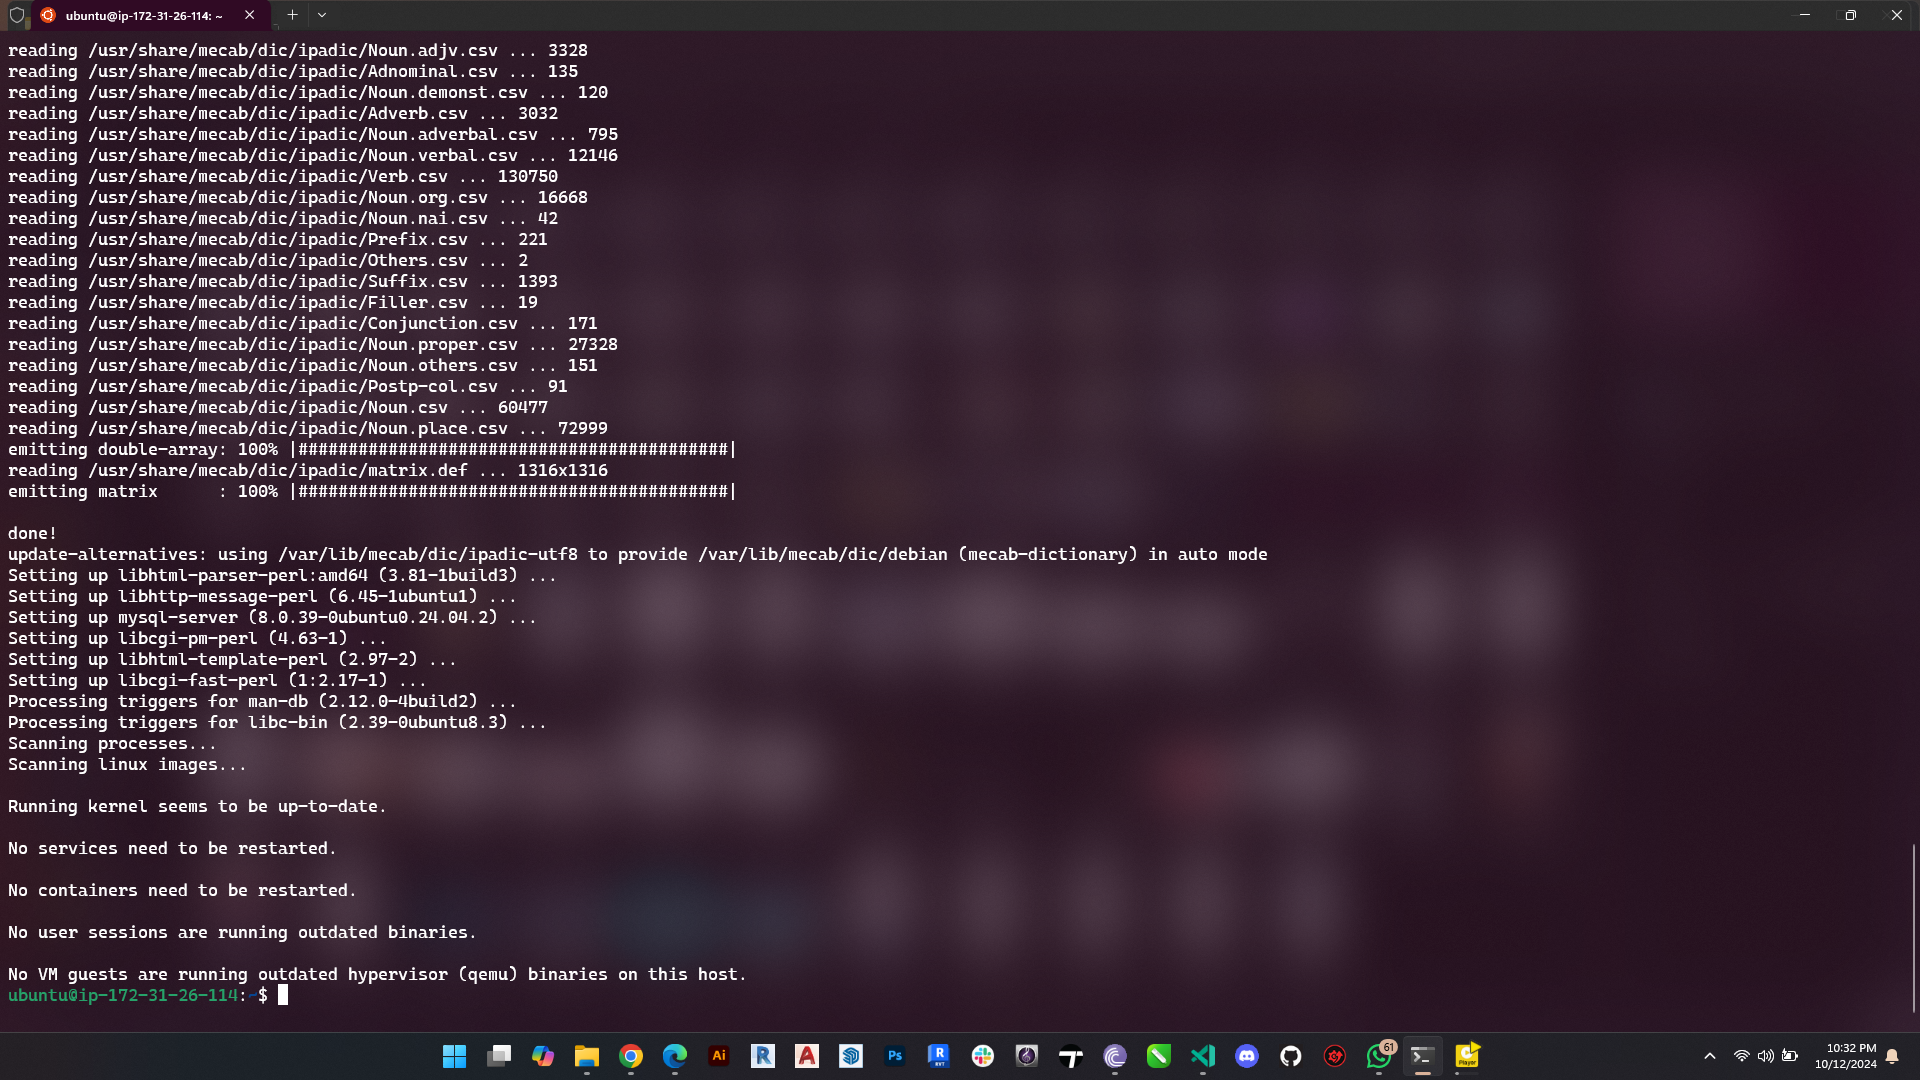 ubuntu@ip-172-31-26-114: ~
reading /usr/share/mecab/dic/ipadic/Noun.adjv.csv ... 3328
reading /usr/share/mecab/dic/ipadic/Adnominal.csv ... 135
reading /usr/share/mecab/dic/ipadic/Noun.demonst.csv ... 120
reading /usr/share/mecab/dic/ipadic/Adverb.csv ... 3032
reading /usr/share/mecab/dic/ipadic/Noun.adverbal.csv ... 795
reading /usr/share/mecab/dic/ipadic/Noun.verbal.csv ... 12146
reading /usr/share/mecab/dic/ipadic/Verb.csv ... 130750
reading /usr/share/mecab/dic/ipadic/Noun.org.csv ... 16668
reading /usr/share/mecab/dic/ipadic/Noun.nai.csv ... 42
reading /usr/share/mecab/dic/ipadic/Prefix.csv ... 221
reading /usr/share/mecab/dic/ipadic/Others.csv ... 2
reading /usr/share/mecab/dic/ipadic/Suffix.csv ... 1393
reading /usr/share/mecab/dic/ipadic/Filler.csv ... 19
reading /usr/share/mecab/dic/ipadic/Conjunction.csv ... 171
reading /usr/share/mecab/dic/ipadic/Noun.proper.csv ... 27328
reading /usr/share/mecab/dic/ipadic/Noun.others.csv ... 151
reading /usr/share/mecab/dic/ipadic/Postp-col.csv ... 91
reading /usr/share/mecab/dic/ipadic/Noun.csv ... 60477
reading /usr/share/mecab/dic/ipadic/Noun.place.csv ... 72999
emitting double-array: 100% |###########################################|
reading /usr/share/mecab/dic/ipadic/matrix.def ... 1316x1316
emitting matrix      : 100% |###########################################|
done!
update-alternatives: using /var/lib/mecab/dic/ipadic-utf8 to provide /var/lib/mecab/dic/debian (mecab-dictionary) in auto mode
Setting up libhtml-parser-perl:amd64 (3.81-1build3) ...
Setting up libhttp-message-perl (6.45-1ubuntu1) ...
Setting up mysql-server (8.0.39-0ubuntu0.24.04.2) ...
Setting up libcgi-pm-perl (4.63-1) ...
Setting up libhtml-template-perl (2.97-2) ...
Setting up libcgi-fast-perl (1:2.17-1) ...
Processing triggers for man-db (2.12.0-4build2) ...
Processing triggers for libc-bin (2.39-0ubuntu8.3) ...
Scanning processes...
Scanning linux images...
Running kernel seems to be up-to-date.
No services need to be restarted.
No containers need to be restarted.
No user sessions are running outdated binaries.
No VM guests are running outdated hypervisor (qemu) binaries on this host.
ubuntu@ip-172-31-26-114:~$
Ai
R
A
Ps
R
RVT
61
Player
10:32 PM
10/12/2024